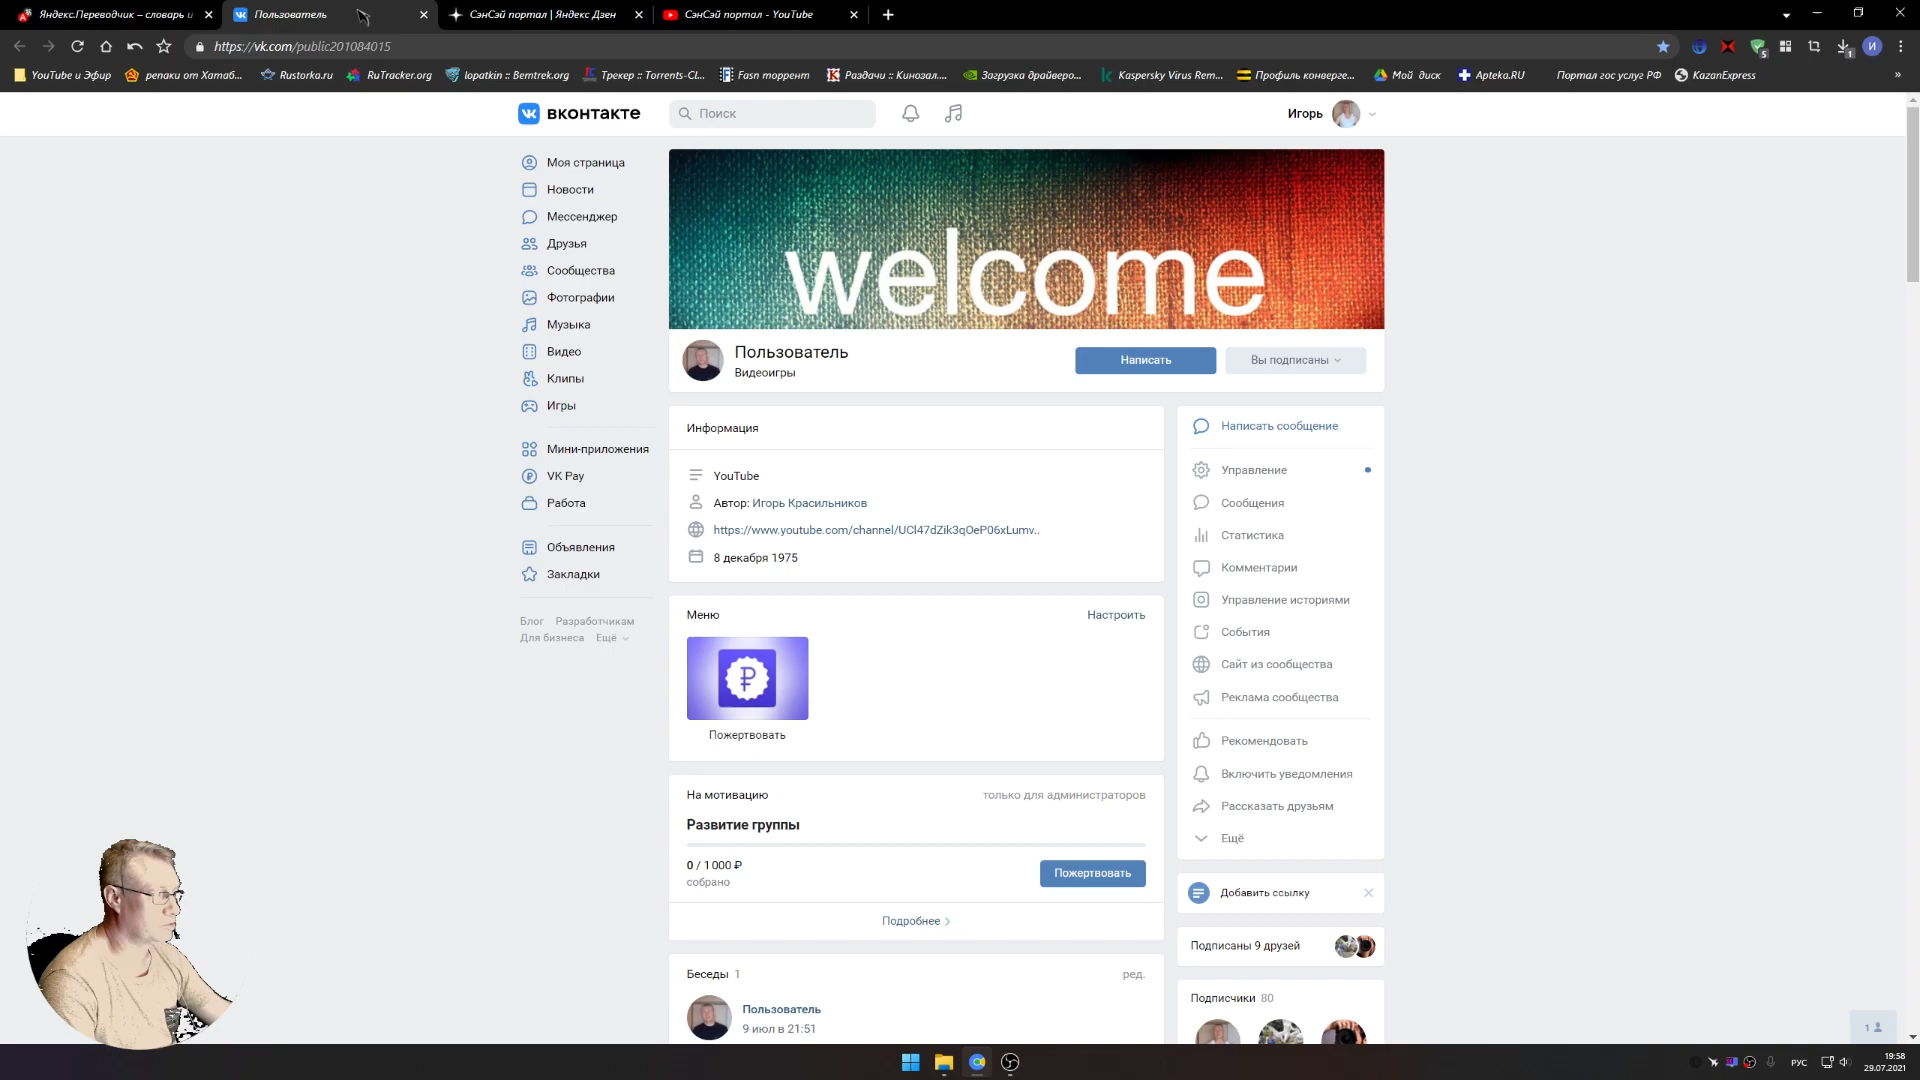 Яндекс.Переводчик – словарь и
Пользователь
СэнСэй портал | Яндекс Дзен
СэнСэй портал - YouTube
https://vk.com/public201084015
YouTube и Эфир
репаки от Хатаб...
Rustorka.ru
RuTracker.org
lopatkin :: Bemtrek.org
Трекер :: Torrents-Cl...
Fasn торрент
Раздачи :: Кинозал....
Загрузка драйверо...
Kaspersky Virus Rem...
Профиль конверге...
Мой диск
Apteka.RU
Портал гос услуг РФ
KazanExpress
»
вконтакте
Поиск
Игорь
Моя страница
Новости
Мессенджер
Друзья
Сообщества
Фотографии
Музыка
Видео
Клипы
Игры
Мини-приложения
VK Pay
Работа
Объявления
Закладки
Блог Разработчикам
Для бизнеса Ещё
welcome
Пользователь
Видеоигры
Написать
Вы подписаны
Информация
YouTube
Автор: Игорь Красильников
https://www.youtube.com/channel/UCl47dZik3qOeP06xLumv..
8 декабря 1975
Меню
Настроить
Пожертвовать
На мотивацию
только для администраторов
Развитие группы
0 / 1 000 ₽
собрано
Пожертвовать
Подробнее
Беседы 1
ред.
Пользователь
9 июл в 21:51
Написать сообщение
Управление
Сообщения
Статистика
Комментарии
Управление историями
События
Сайт из сообщества
Реклама сообщества
Рекомендовать
Включить уведомления
Рассказать друзьям
Ещё
Добавить ссылку
Подписаны 9 друзей
Подписчики 80
1
РУС
19:58
29.07.2021